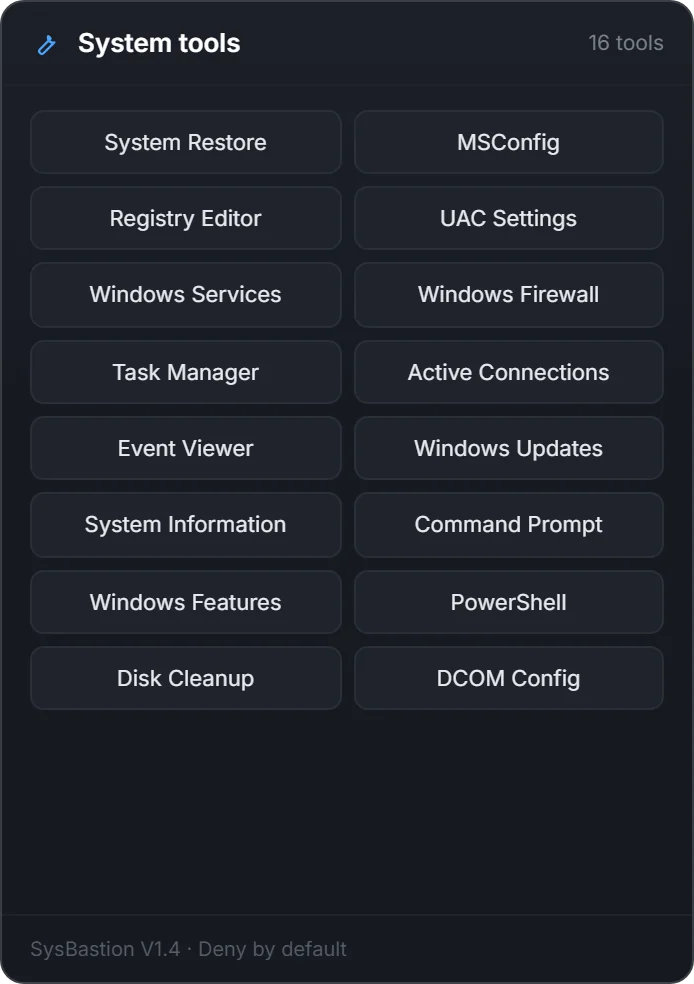 System tools
16 tools
System Restore
MSConfig
Registry Editor
UAC Settings
Windows Services
Windows Firewall
Task Manager
Active Connections
Event Viewer
Windows Updates
System Information
Command Prompt
Windows Features
PowerShell
Disk Cleanup
DCOM Config
SysBastion V1.4 · Deny by default